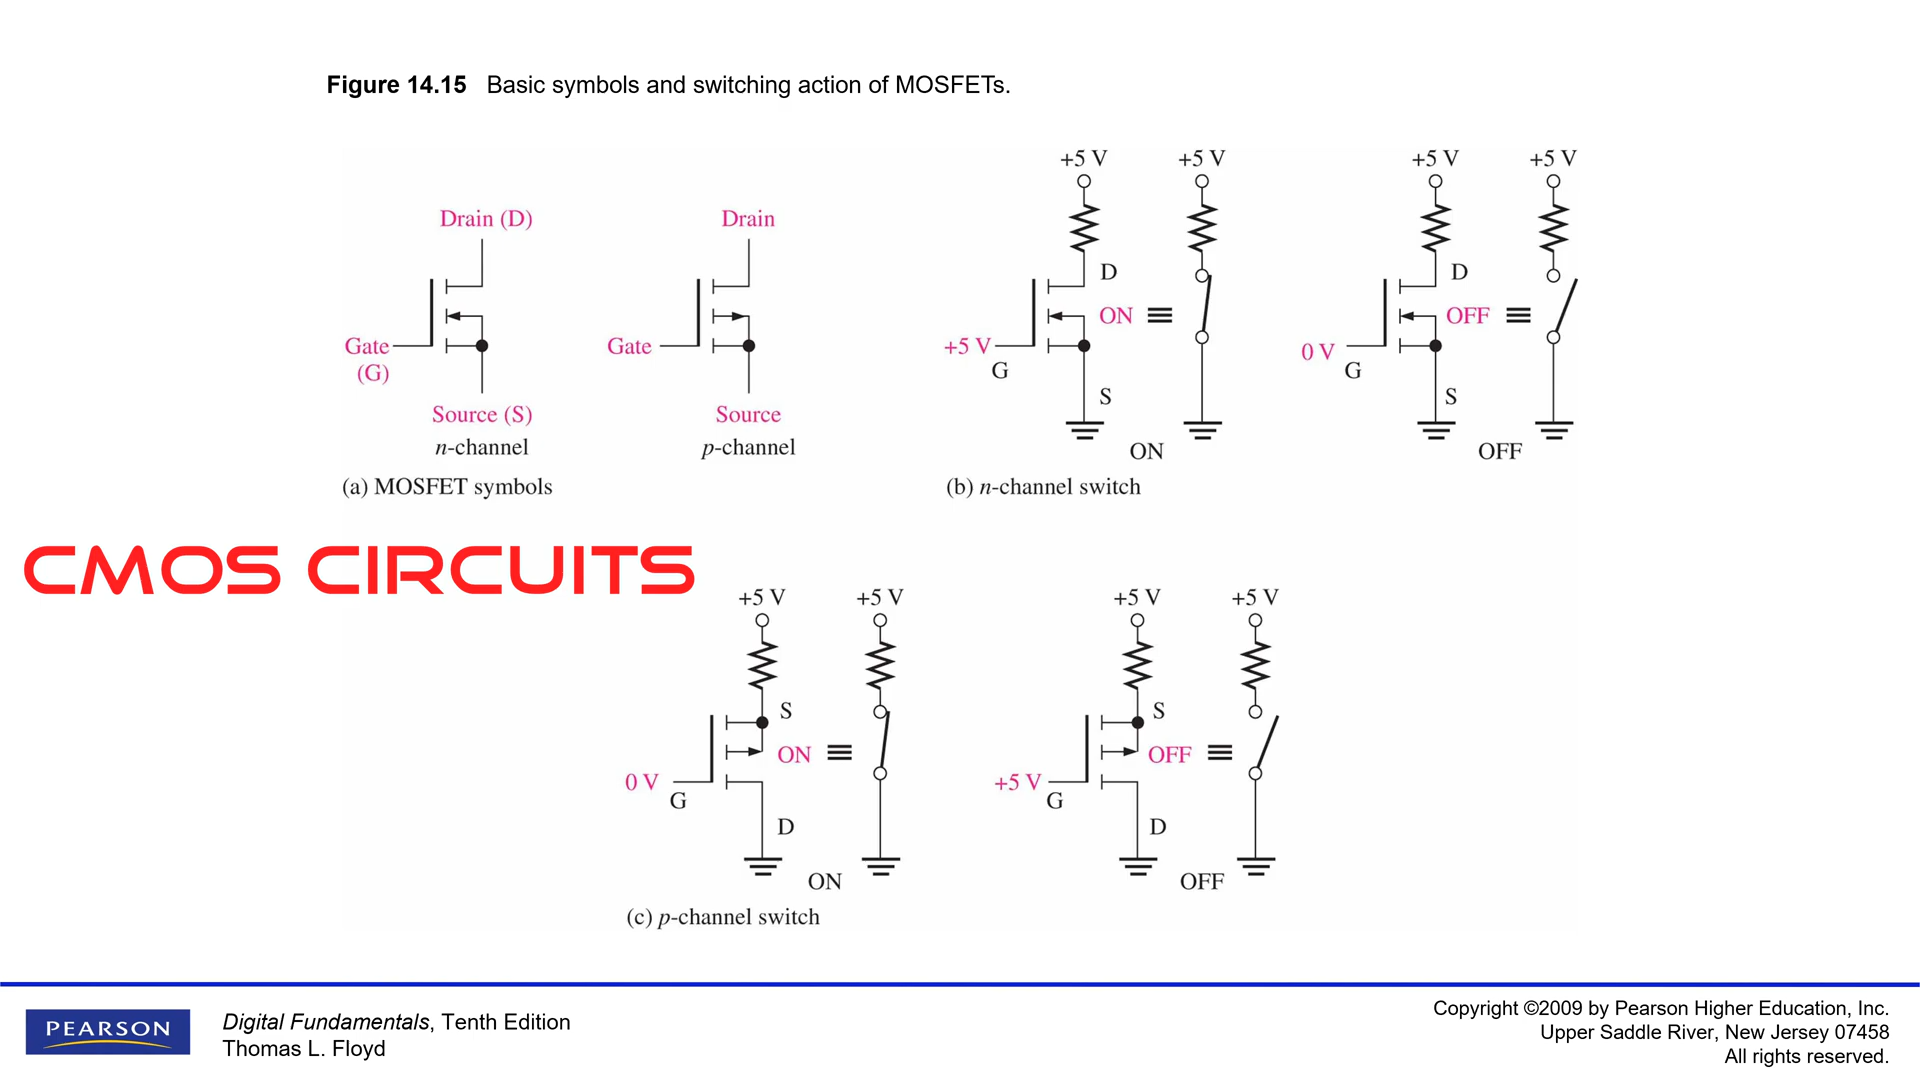 Figure 14.15 Basic symbols and switching action of MOSFETs.
Drain (D)
Gate
(G)
Source (S)
n-channel
Drain
Gate
Source
p-channel
(a) MOSFET symbols
+5 V
+5 V
D
ON
+5 V
G
S
ON
+5 V
+5 V
D
OFF
0 V
G
S
OFF
(b) n-channel switch
CMOS CIRCUITS
+5 V
+5 V
S
ON
0 V
G
D
ON
+5 V
+5 V
S
OFF
+5 V
G
D
OFF
(c) p-channel switch
PEARSON
Digital Fundamentals, Tenth Edition
Thomas L. Floyd
Copyright ©2009 by Pearson Higher Education, Inc.
Upper Saddle River, New Jersey 07458
All rights reserved.